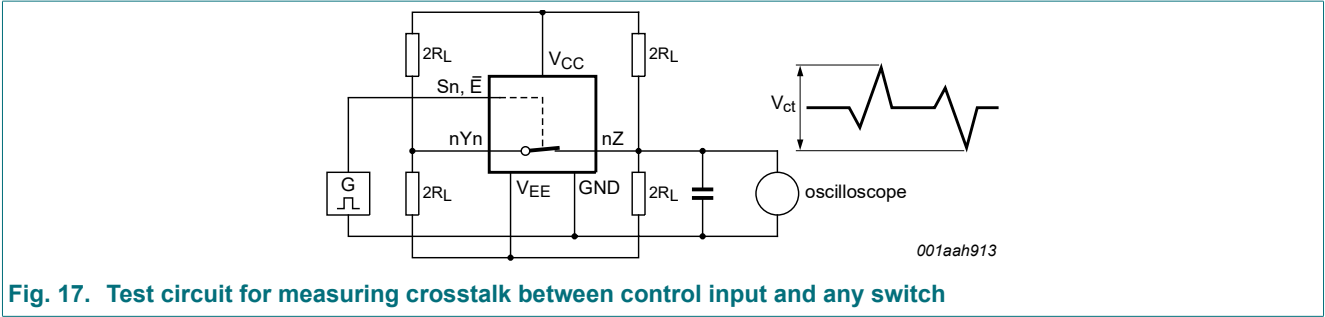 2RL
VCC
2RL
Sn, E̅
Vct
nYn
nZ
G
2RL
VEE
GND
2RL
oscilloscope
001aah913
Fig. 17. Test circuit for measuring crosstalk between control input and any switch